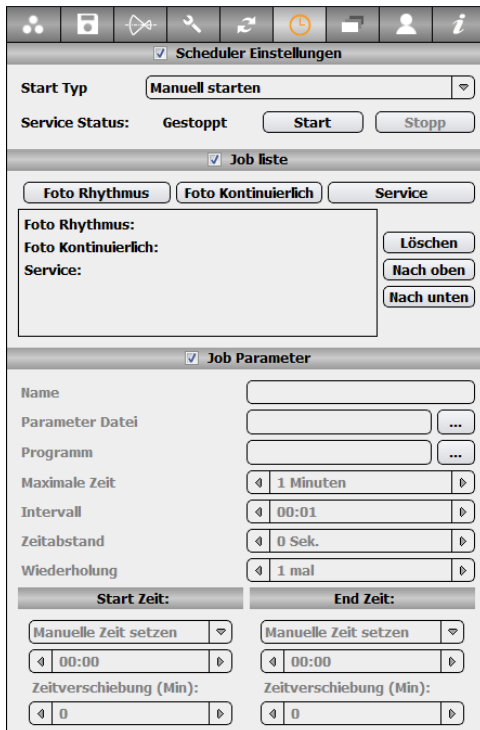 Scheduler Einstellungen
Start Typ Manuell starten
Service Status: Gestoppt Start Stopp
Job liste
Foto Rhythmus Foto Kontinuierlich Service
Foto Rhythmus:
Foto Kontinuierlich:
Service:
Löschen
Nach oben
Nach unten
Job Parameter
Name
Parameter Datei ...
Programm ...
Maximale Zeit 1 Minuten
Intervall 00:01
Zeitabstand 0 Sek.
Wiederholung 1 mal
Start Zeit: End Zeit:
Manuelle Zeit setzen Manuelle Zeit setzen
00:00 00:00
Zeitverschiebung (Min): Zeitverschiebung (Min):
0 0